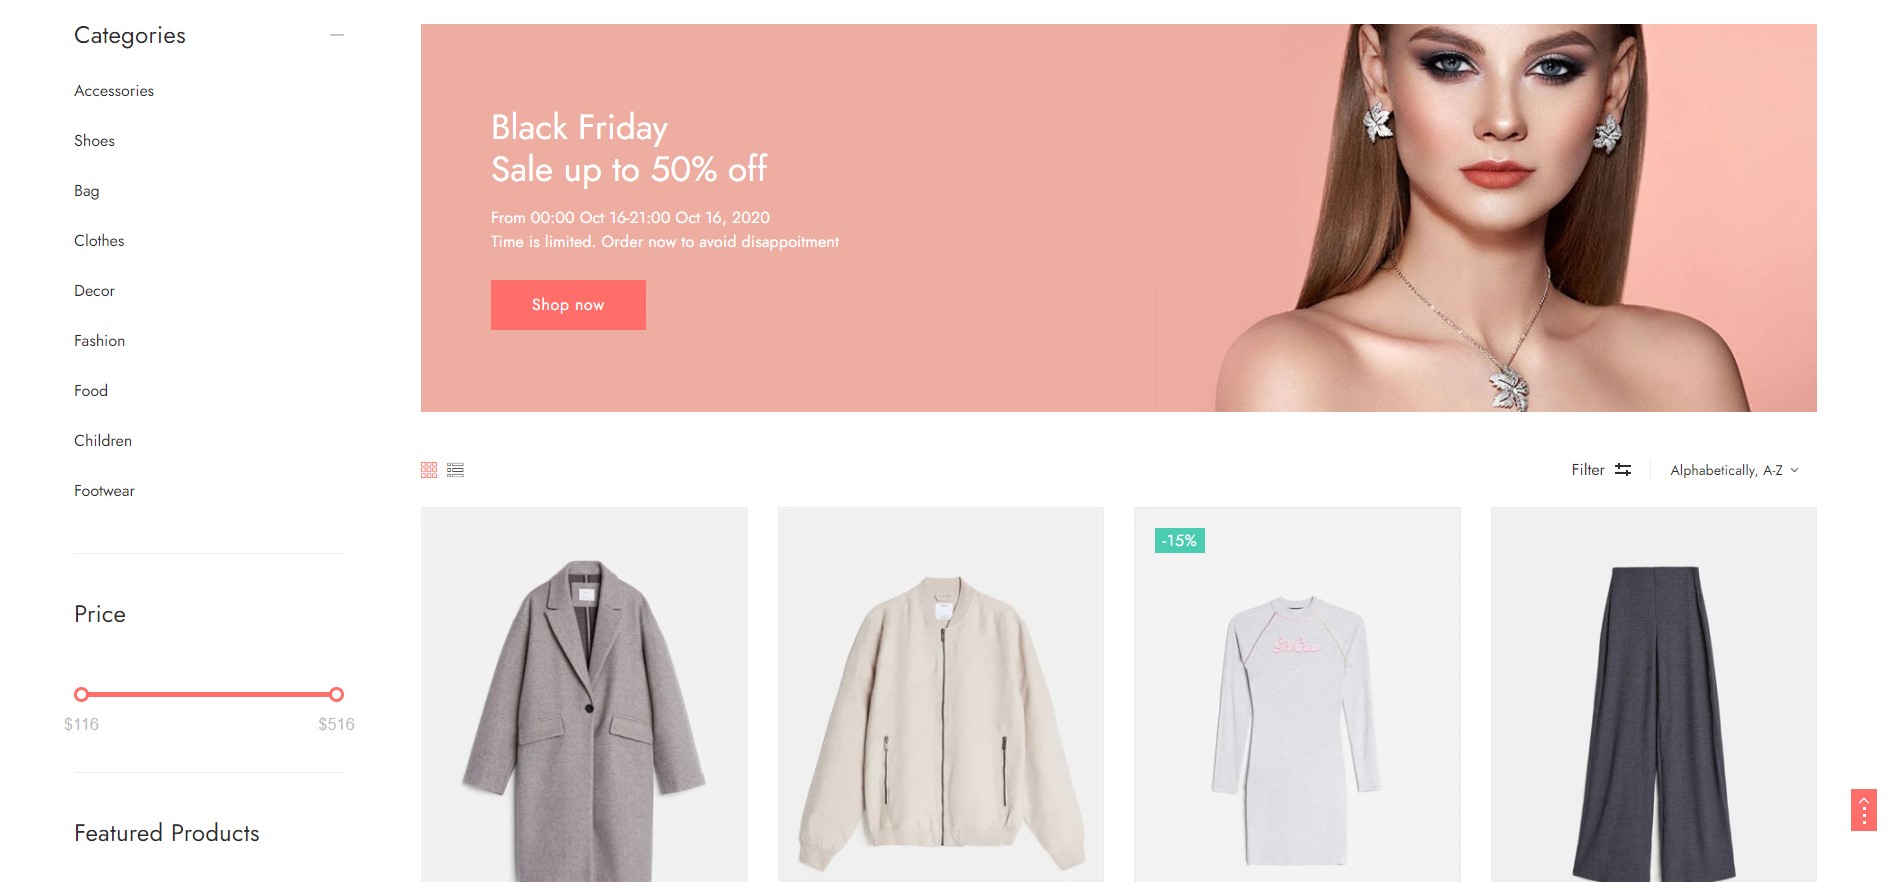 Categories
Accessories
Shoes
Bag
Clothes
Decor
Fashion
Food
Children
Footwear
Price
$116 $516
Featured Products
Black Friday
Sale up to 50% off
From 00:00 Oct 16-21:00 Oct 16, 2020
Time is limited. Order now to avoid disappoitment
Shop now
Filter
Alphabetically, A-Z
-15%